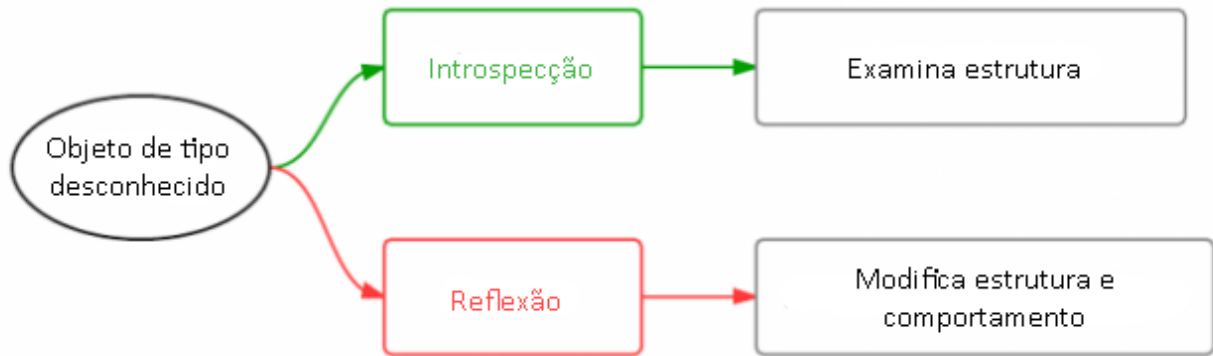 Introspecção
Examina estrutura
Objeto de tipo
desconhecido
Reflexão
Modifica estrutura e
comportamento